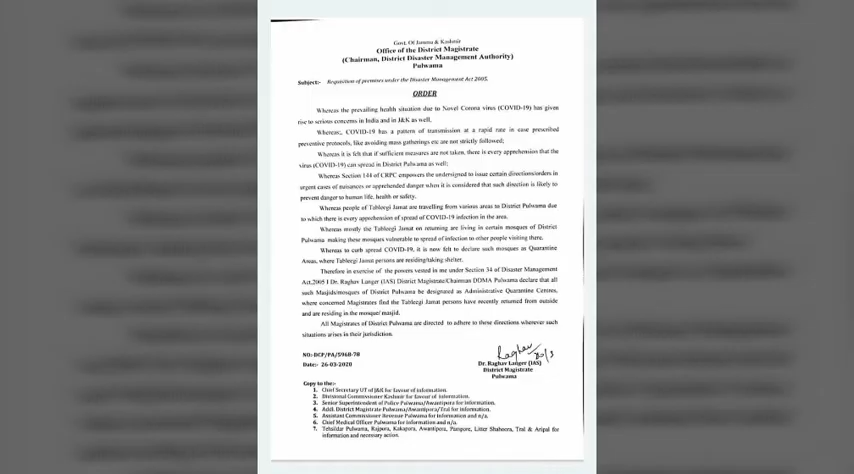 Govt. Of Jammu & Kashmir
Office of the District Magistrate
(Chairman, District Disaster Management Authority)
Pulwama
Subject:- Requisition of premises under the Disaster Management Act 2005.
ORDER
Whereas the prevailing health situation due to Novel Corona virus (COVID-19) has given
rise to serious concerns in India and in J&K as well.
Whereas;, COVID-19 has a pattern of transmission at a rapid rate in case prescribed
preventive protocols, like avoiding mass gatherings etc are not strictly followed;
Whereas it is felt that if sufficient measures are not taken, there is every apprehension that the
virus (COVID-19) can spread in District Pulwama as well;
Whereas Section 144 of CRPC empowers the undersigned to issue certain directions/orders in
urgent cases of nuisances or apprehended danger when it is considered that such direction is likely to
prevent danger to human life, health or safety.
Whereas people of Tableegi Jamat are travelling from various areas to District Pulwama due
to which there is every apprehension of spread of COVID-19 infection in the area.
Whereas mostly the Tableegi Jamat on returning are living in certain mosques of District
Pulwama making these mosques vulnerable to spread of infection to other people visiting there.
Whereas to curb spread COVID-19, it is now felt to declare such mosques as Quarantine
Areas, where Tableegi Jamat persons are residing/taking shelter.
Therefore in exercise of the powers vested in me under Section 34 of Disaster Management
Act,2005 I Dr. Raghav Langer (IAS) District Magistrate/Chairman DDMA Pulwama declare that all
such Masjids/mosques of District Pulwama be designated as Administrative Quarantine Centres,
where concerned Magistrates find the Tableegi Jamat persons have recently returned from outside
and are residing in the mosque/ masjid.
All Magistrates of District Pulwama are directed to adhere to these directions wherever such
situations arises in their jurisdiction.
NO: DCP/PA/5968-78
Date:- 26-03-2020
Raghav
26/3
Dr. Raghav Langer (IAS)
District Magistrate
Pulwama
Copy to the:-
1. Chief Secretary UT of J&K for favour of information.
2. Divisional Commissioner Kashmir for favour of information.
3. Senior Superintendent of Police Pulwama/Awantipora for information.
4. Addl. District Magistrate Pulwama/Awantipora/Tral for information.
5. Assistant Commissioner Revenue Pulwama for information and n/a.
6. Chief Medical Officer Pulwama for information and n/a.
7. Tehsildar Pulwama, Rajpora, Kakapora, Awantipora, Pampore, Litter Shahoora, Tral & Aripal for
information and necessary action.